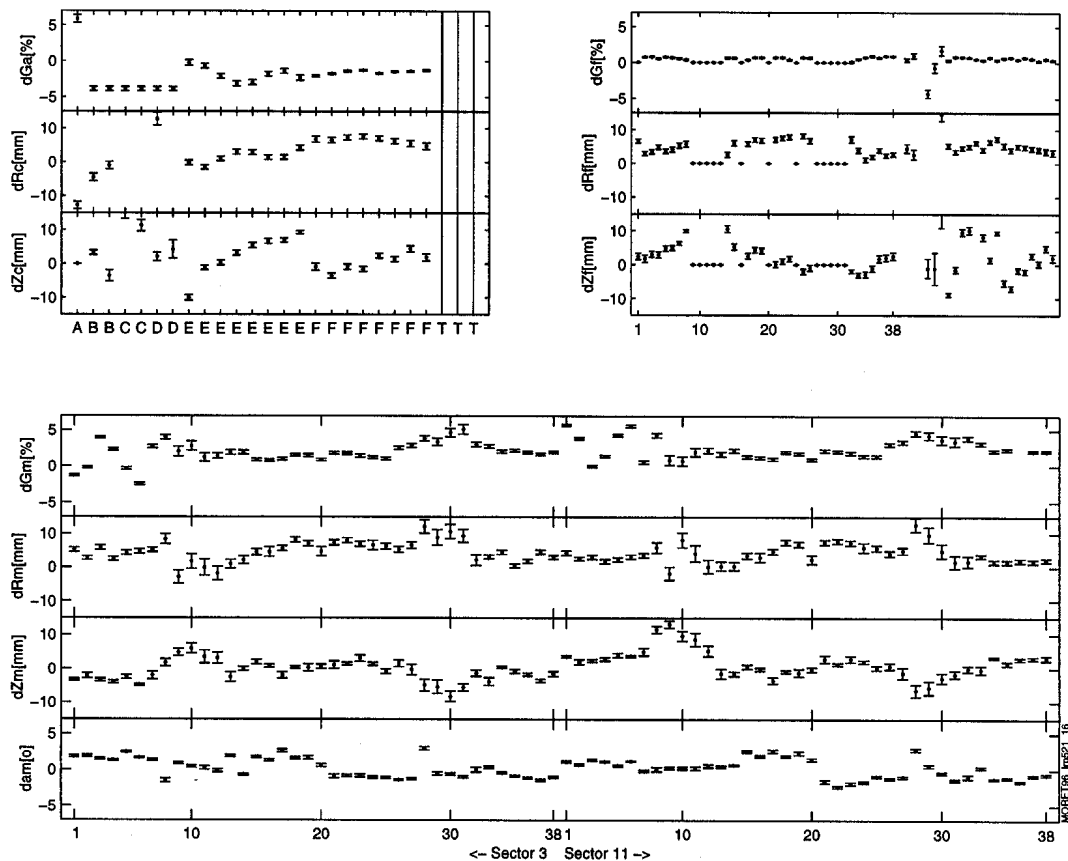 dGa[%]
5
0
−5
dRc[mm]
10
0
−10
dZc[mm]
10
0
−10
A B B C C D D E E E E E E E E F F F F F F F F T T T
dGf[%]
5
0
−5
dRf[mm]
10
0
−10
dZf[mm]
10
0
−10
1 10 20 30 38
dGm[%]
5
0
−5
dRm[mm]
10
0
−10
dZm[mm]
10
0
−10
dam[o]
5
0
−5
1 10 20 30 38 1 10 20 30 38
<− Sector 3 Sector 11 −>